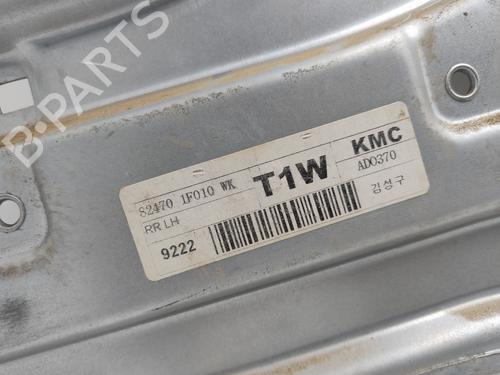 B-PARTS
82470 1F010 WK
T1W
KMC
RR LH
AD0370
9222
김성구